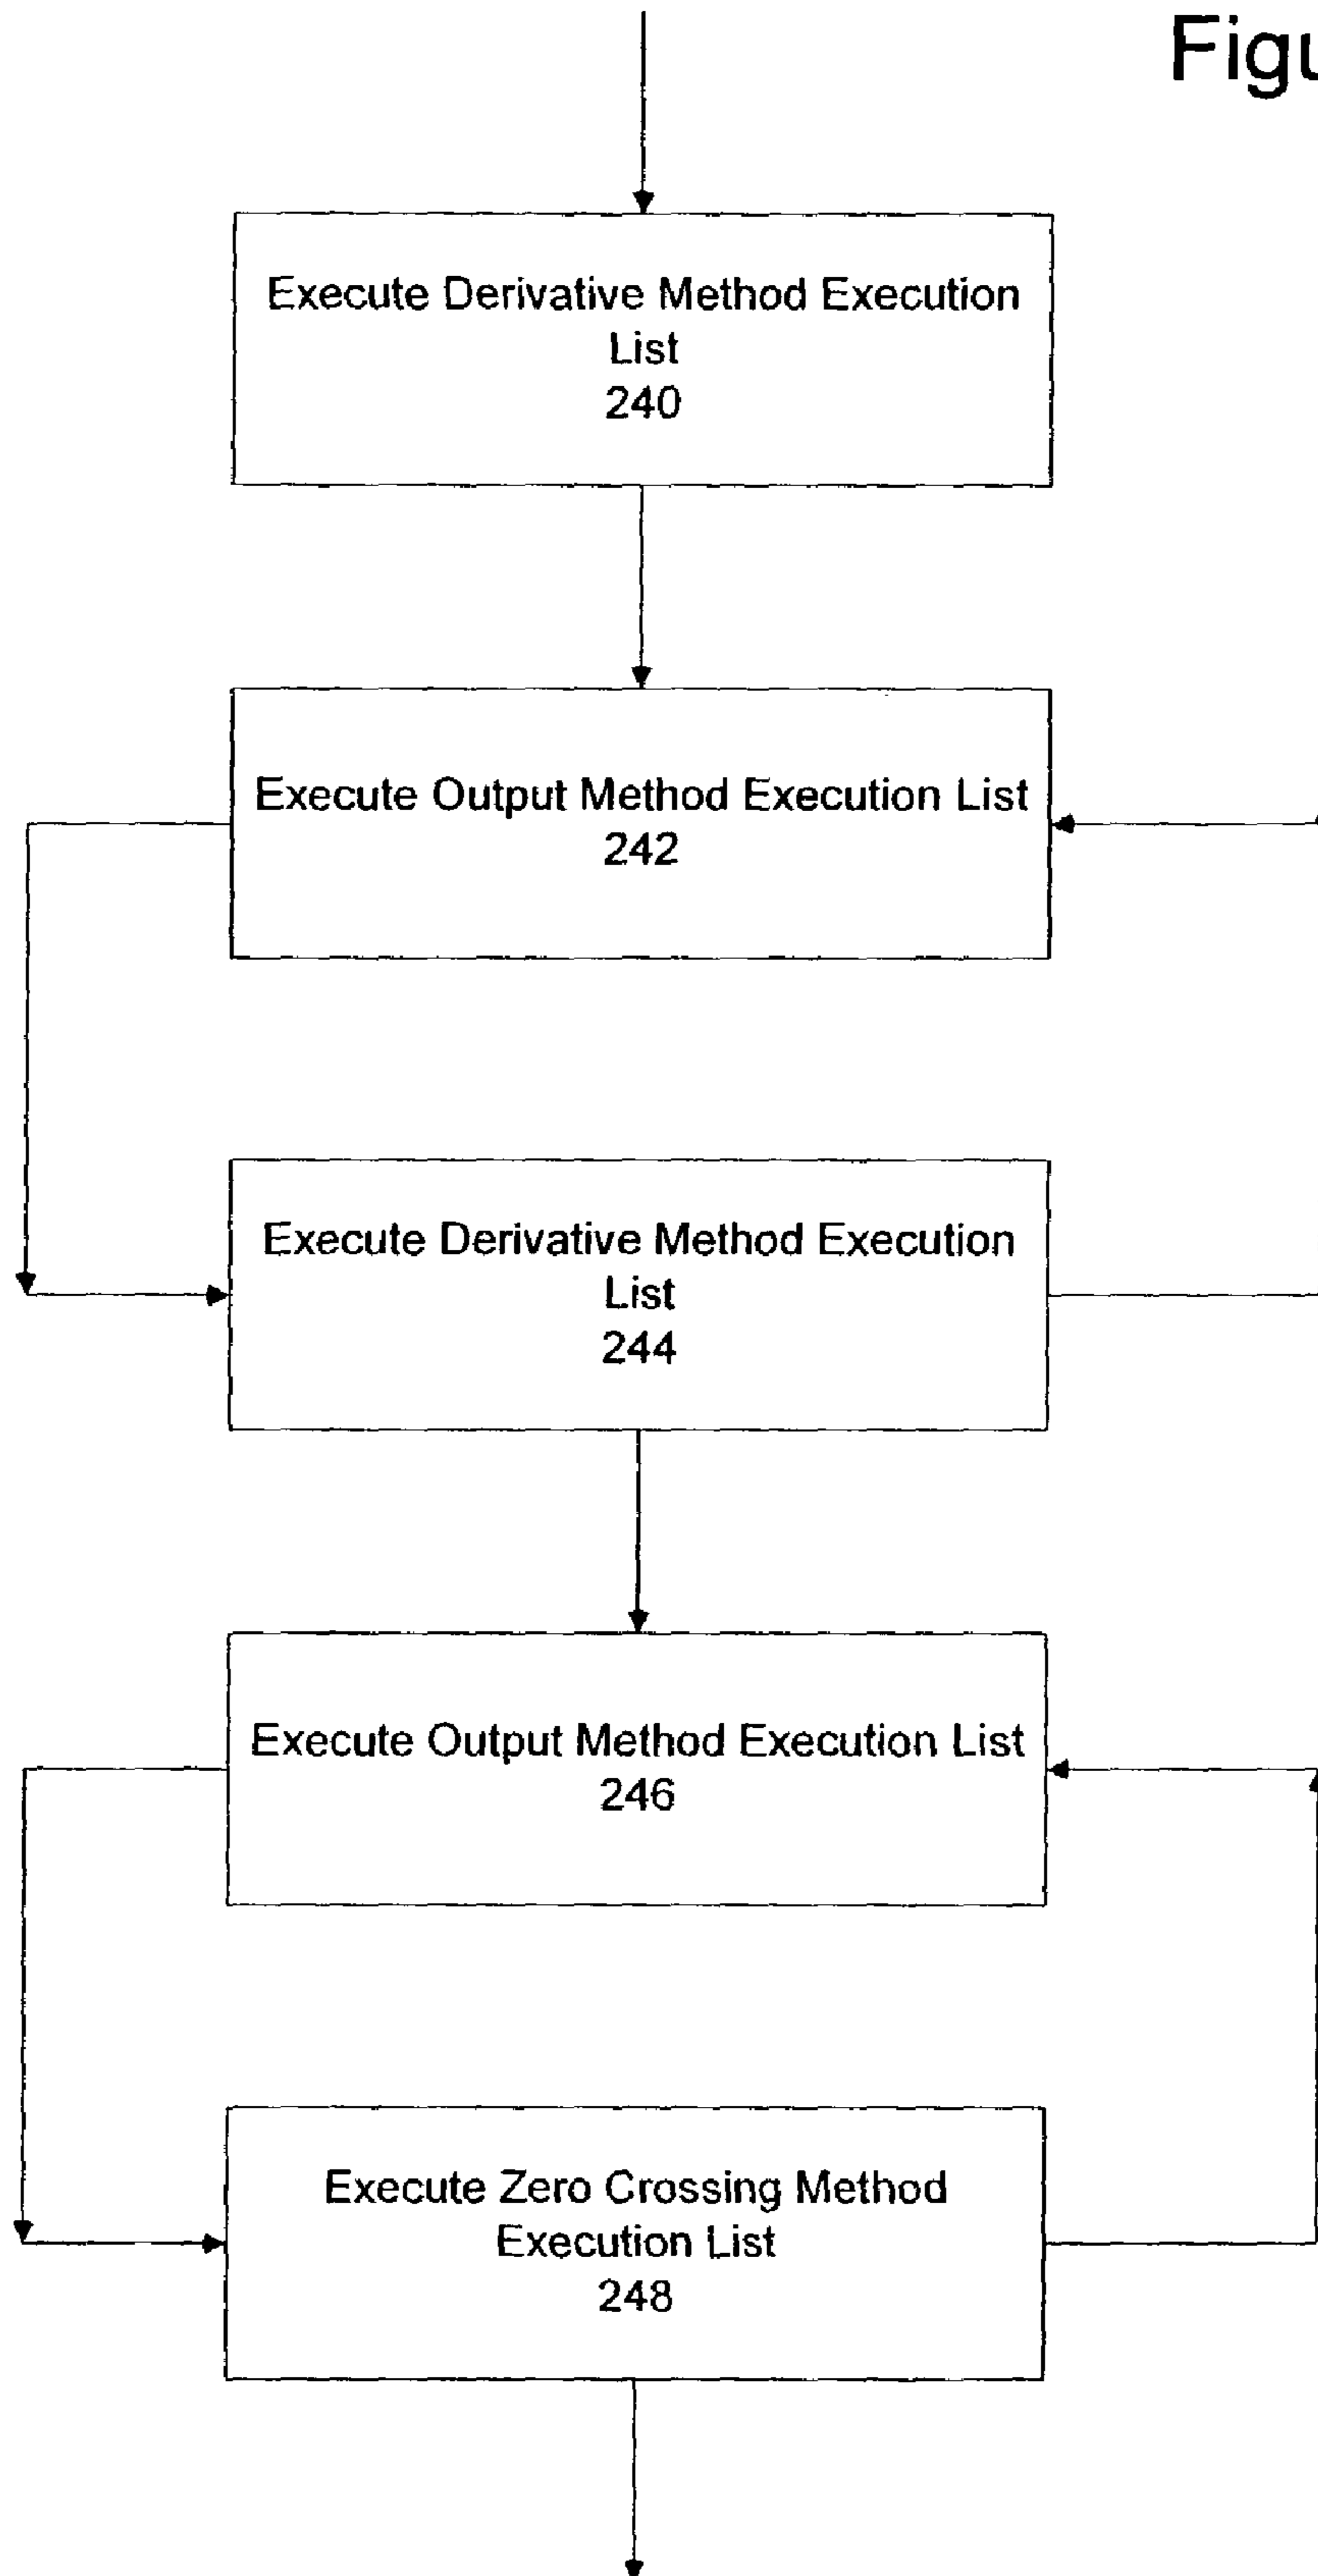 Figu
Execute Derivative Method Execution
List
240
Execute Output Method Execution List
242
Execute Derivative Method Execution
List
244
Execute Output Method Execution List
246
Execute Zero Crossing Method
Execution List
248